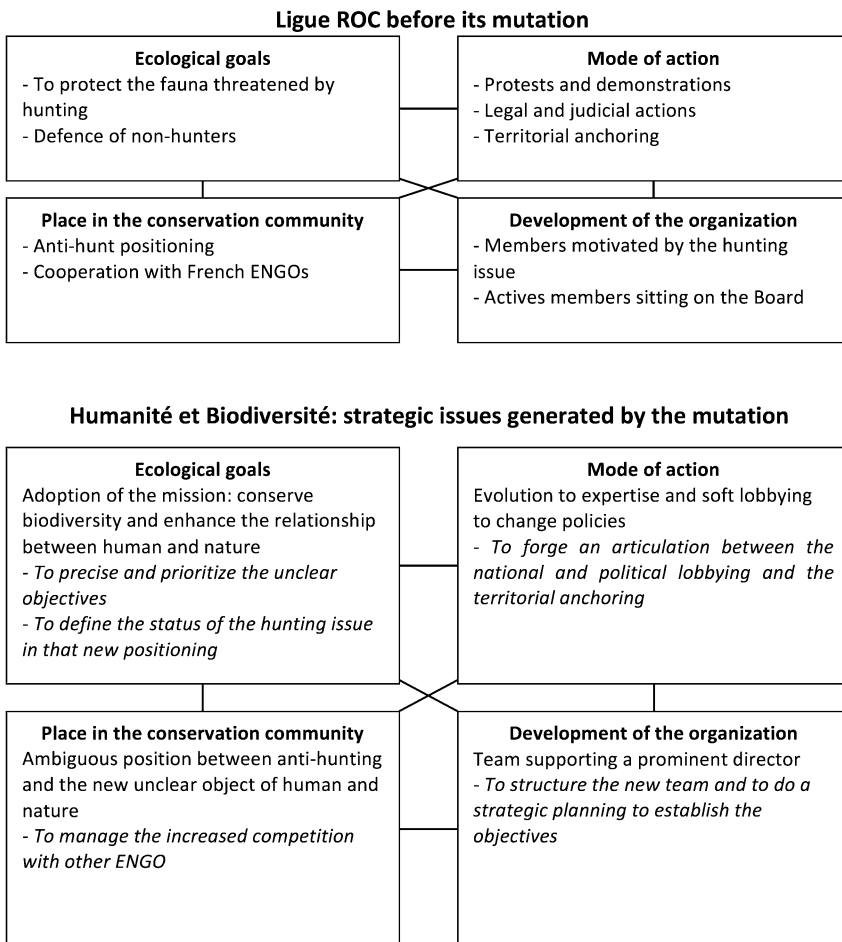 Ligue ROC before its mutation
Ecological goals
- To protect the fauna threatened by
hunting
- Defence of non-hunters
Mode of action
- Protests and demonstrations
- Legal and judicial actions
- Territorial anchoring
Place in the conservation community
- Anti-hunt positioning
- Cooperation with French ENGOs
Development of the organization
- Members motivated by the hunting
issue
- Actives members sitting on the Board
Humanité et Biodiversité: strategic issues generated by the mutation
Ecological goals
Adoption of the mission: conserve
biodiversity and enhance the relationship
between human and nature
- To precise and prioritize the unclear
objectives
- To define the status of the hunting issue
in that new positioning
Mode of action
Evolution to expertise and soft lobbying
to change policies
- To forge an articulation between the
national and political lobbying and the
territorial anchoring
Place in the conservation community
Ambiguous position between anti-hunting
and the new unclear object of human and
nature
- To manage the increased competition
with other ENGO
Development of the organization
Team supporting a prominent director
- To structure the new team and to do a
strategic planning to establish the
objectives